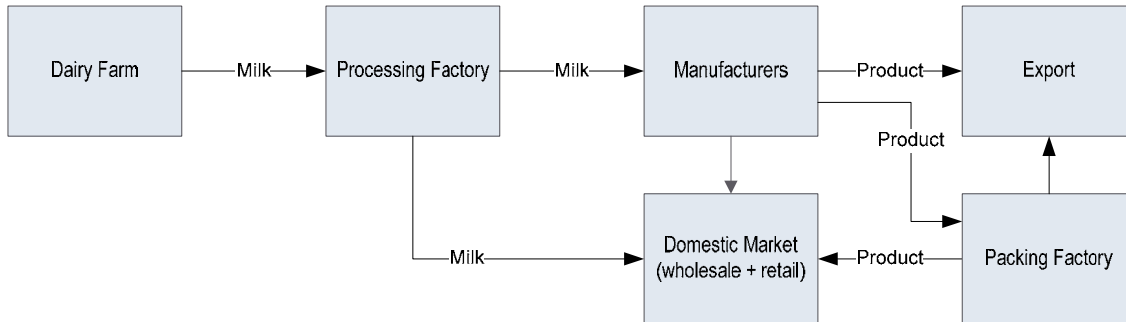 Dairy Farm
Milk
Processing Factory
Milk
Manufacturers
Product
Export
Product
Milk
Domestic Market
(wholesale + retail)
Product
Packing Factory